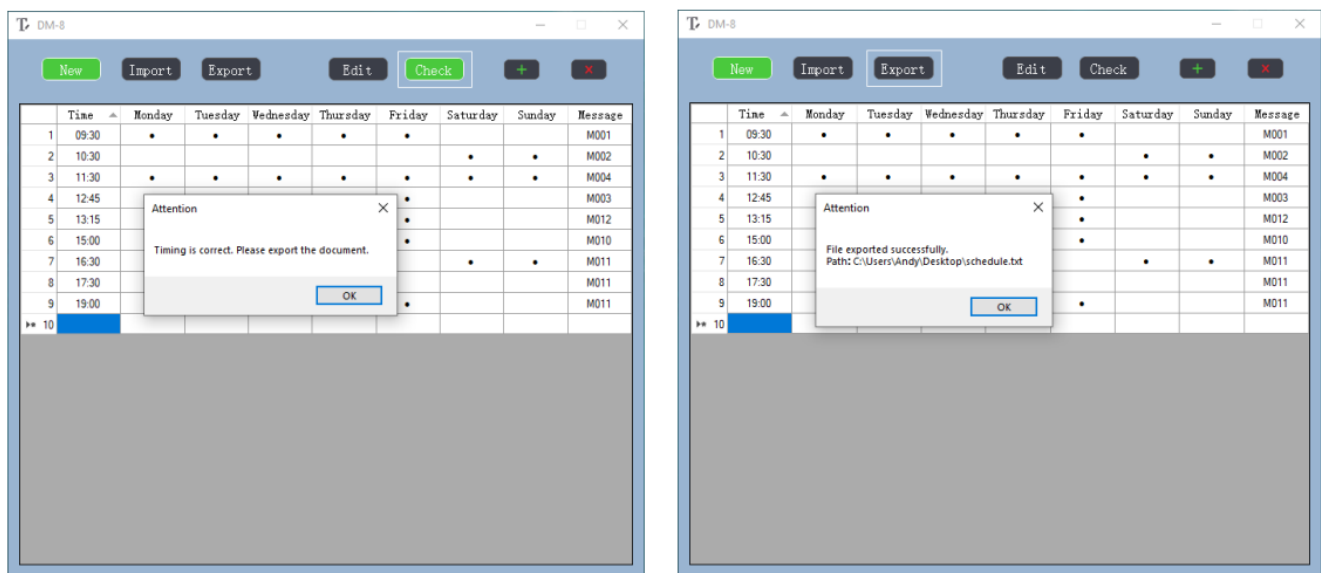 DM-8
New Import Export Edit Check + ×
Time Monday Tuesday Wednesday Thursday Friday Saturday Sunday Message
1 09:30 • • • • • M001
2 10:30 • • M002
3 11:30 • • • • • • • M004
4 12:45 • M003
5 13:15 • M012
6 15:00 • M010
7 16:30 • • M011
8 17:30 M011
9 19:00 • M011
10
Attention
Timing is correct. Please export the document.
OK
DM-8
New Import Export Edit Check + ×
Time Monday Tuesday Wednesday Thursday Friday Saturday Sunday Message
1 09:30 • • • • • M001
2 10:30 • • M002
3 11:30 • • • • • • • M004
4 12:45 • M003
5 13:15 • M012
6 15:00 • M010
7 16:30 • • M011
8 17:30 M011
9 19:00 • M011
10
Attention
File exported successfully.
Path: C:\Users\Andy\Desktop\schedule.txt
OK